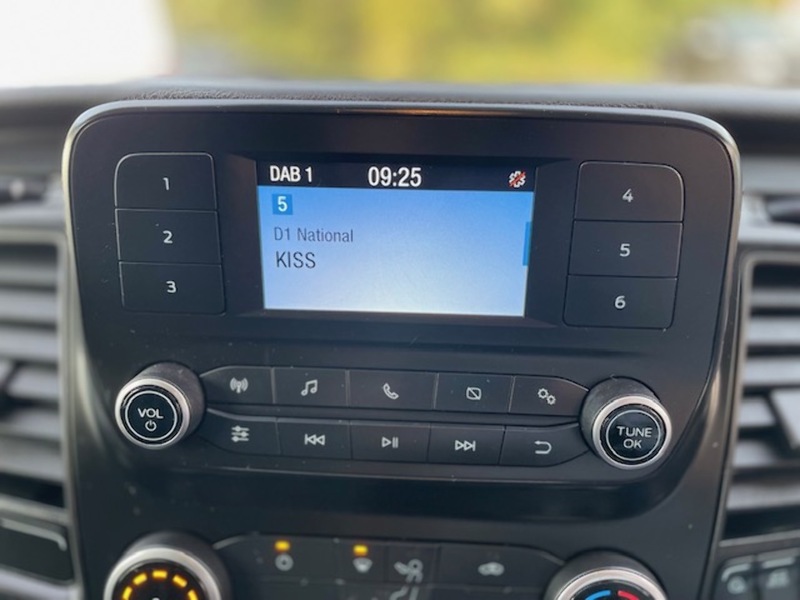 DAB 1 09:25
5
D1 National
KISS
1
2
3
4
5
6
VOL
TUNE
OK